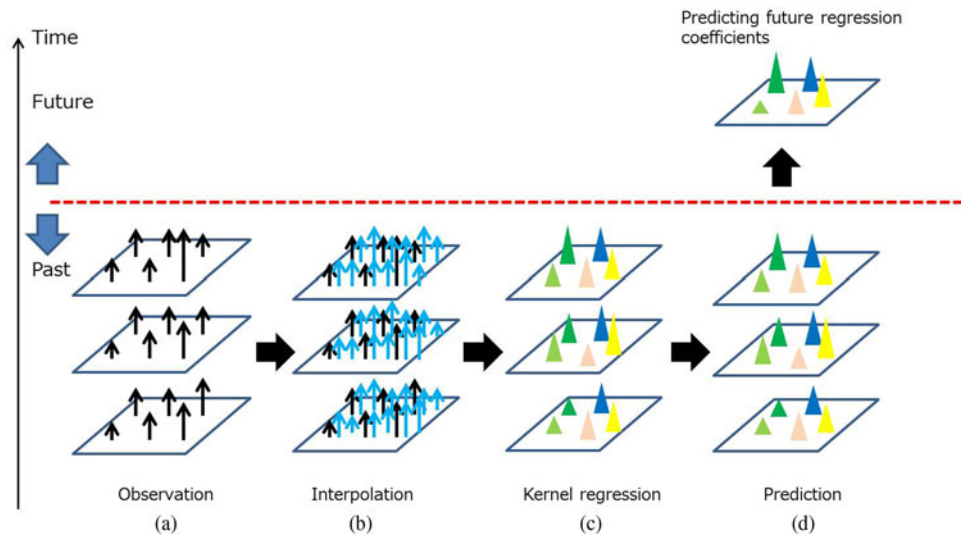 Time
Future
Past
Predicting future regression
coefficients
Observation
Interpolation
Kernel regression
Prediction
(a)
(b)
(c)
(d)